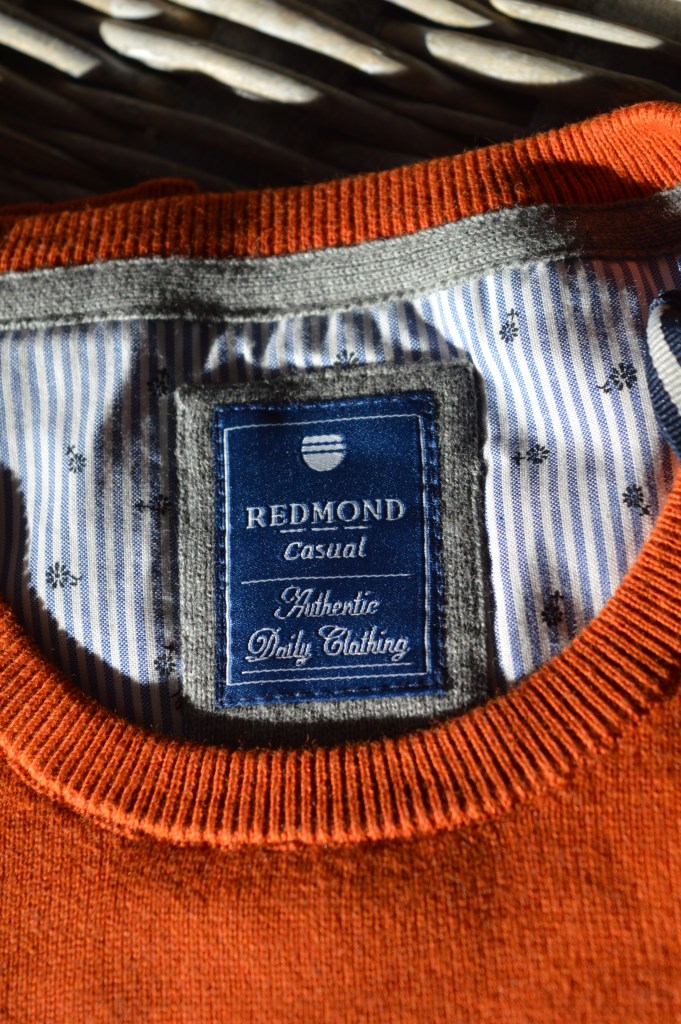 REDMOND
Casual
Authentic
Daily Clothing